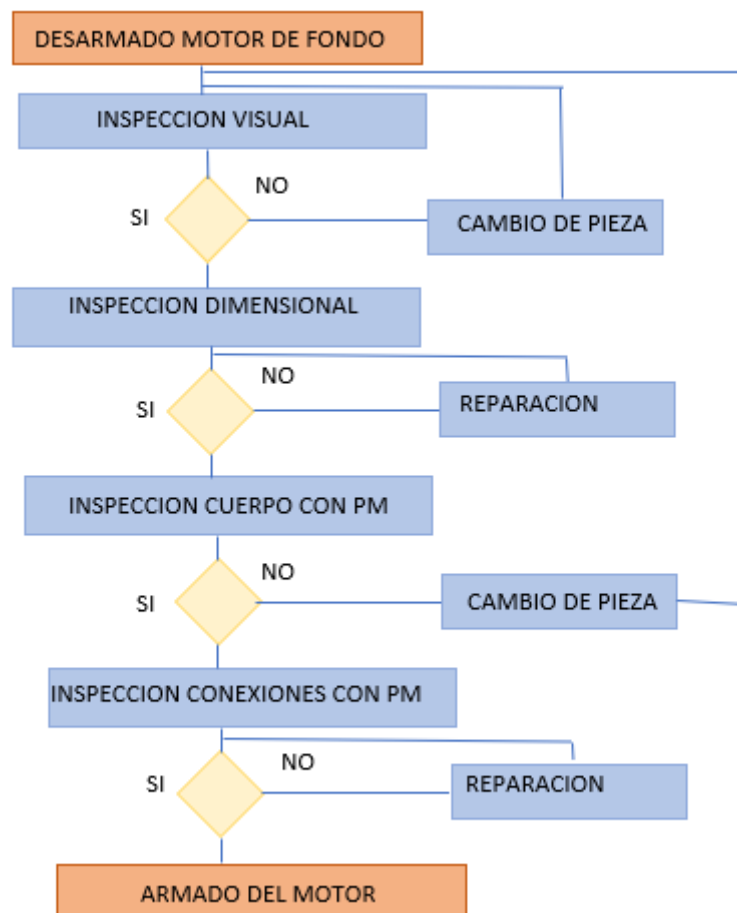 DESARMADO MOTOR DE FONDO
INSPECCION VISUAL
NO
SI
CAMBIO DE PIEZA
INSPECCION DIMENSIONAL
NO
SI
REPARACION
INSPECCION CUERPO CON PM
NO
SI
CAMBIO DE PIEZA
INSPECCION CONEXIONES CON PM
NO
SI
REPARACION
ARMADO DEL MOTOR